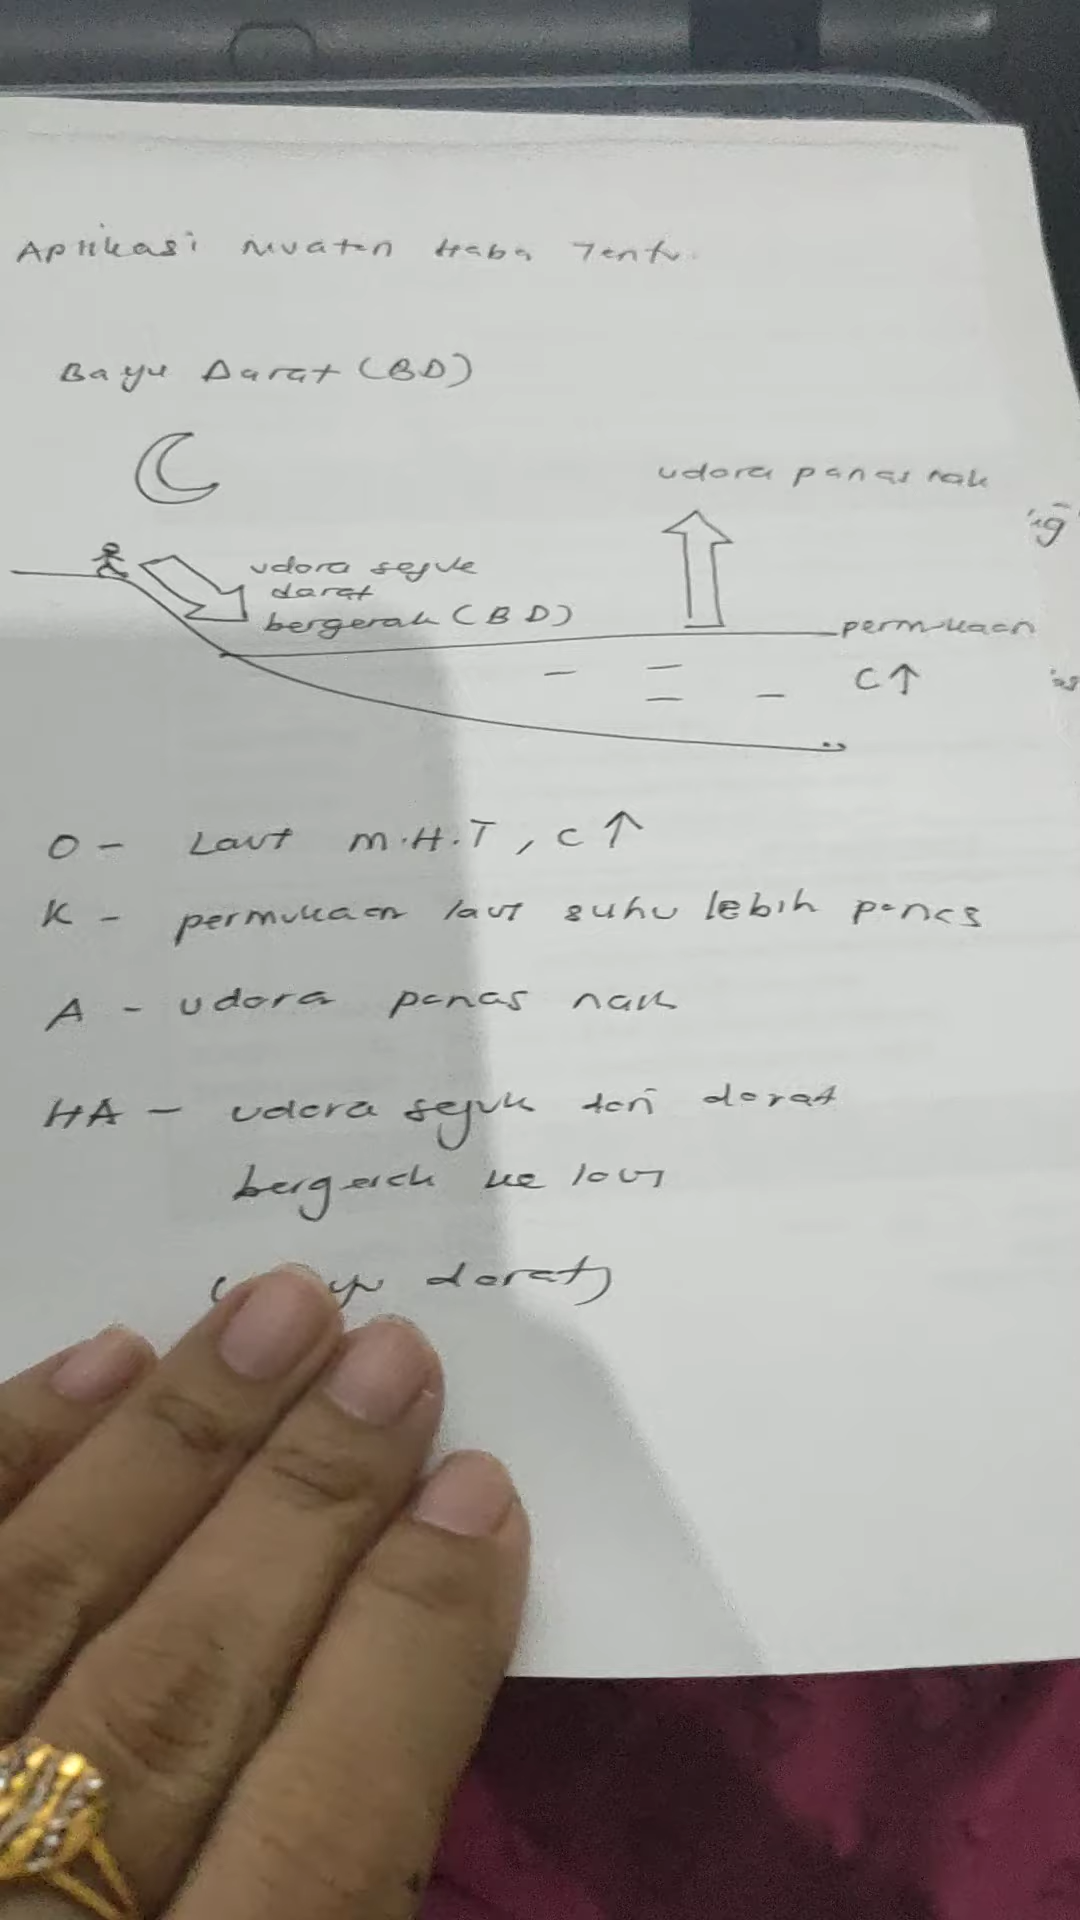 Aplikasi Muatan Haba Tentu.
Bayu Darat (BD)
udara panas naik
udara sejuk
darat
bergerak (BD)
permukaan
C↑
O - Laut M.H.T, C↑
K - permukaan laut suhu lebih panas
A - udara panas naik
HA - udara sejuk dari darat
bergerak ke laut
darat)